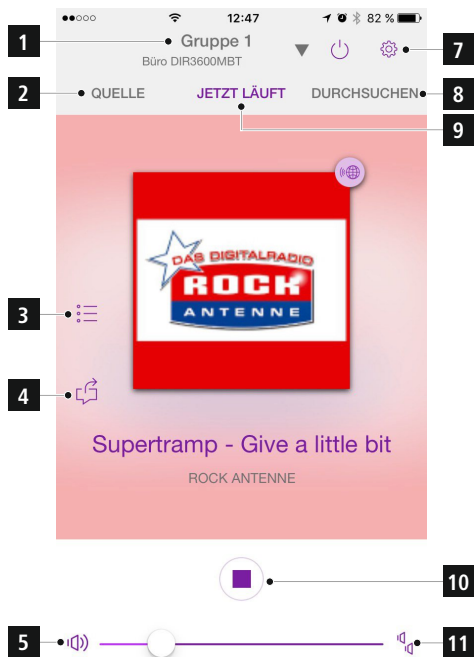 12:47
82 %
1
Gruppe 1
Büro DIR3600MBT
7
2
QUELLE
JETZT LÄUFT
DURCHSUCHEN
8
9
DAS DIGITALRADIO
ROCK
ANTENNE
3
4
Supertramp - Give a little bit
ROCK ANTENNE
10
5
11